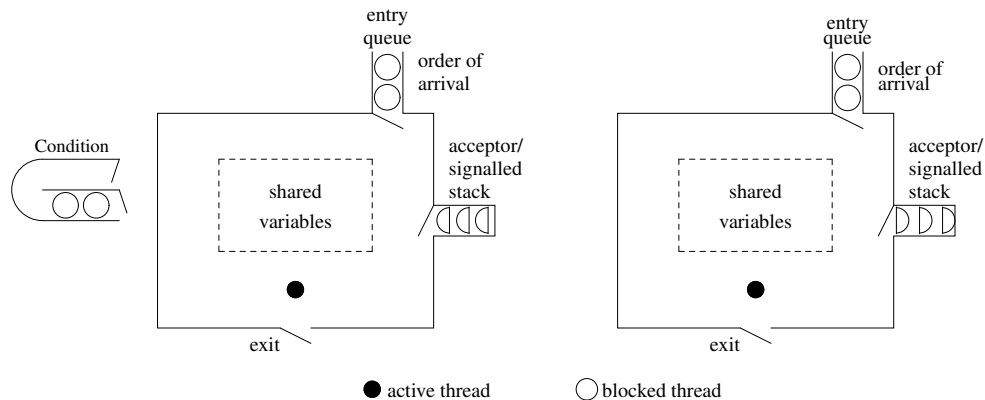 entry
queue
order of
arrival
Condition
acceptor/
signalled
stack
shared
variables
exit
entry
queue
order of
arrival
acceptor/
signalled
stack
shared
variables
exit
active thread
blocked thread